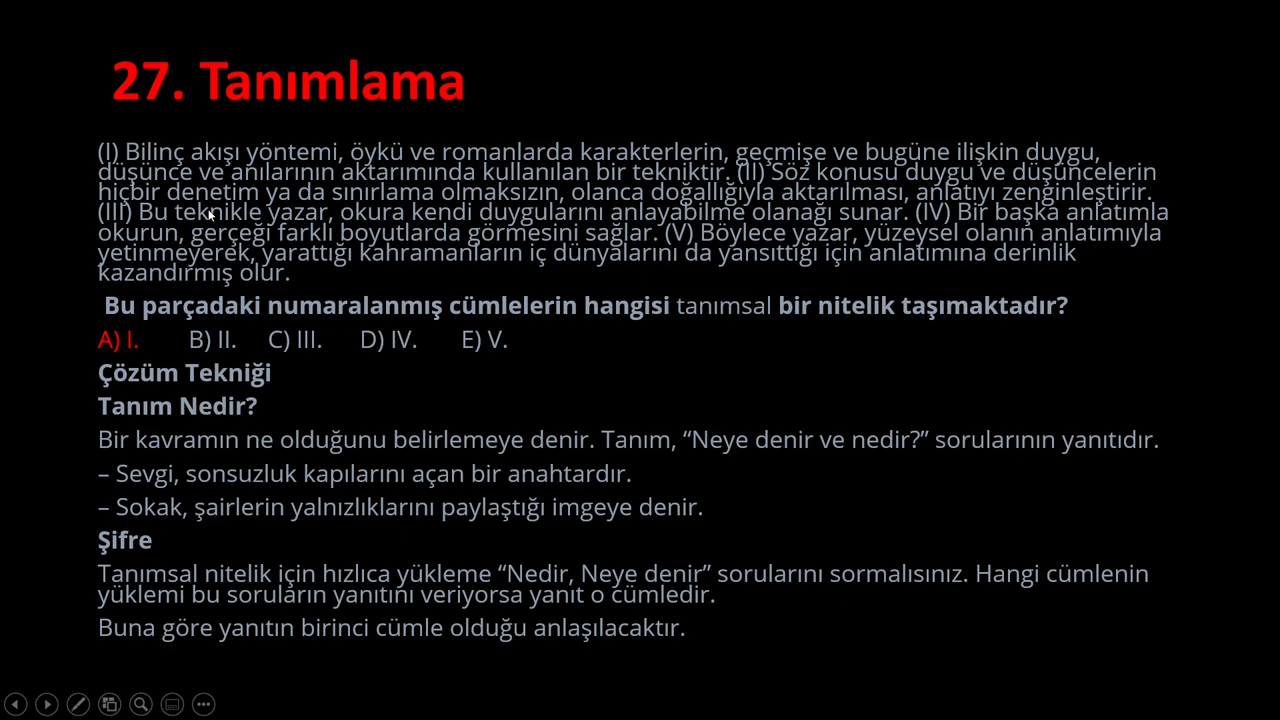 27. Tanımlama
(I) Bilinç akışı yöntemi, öykü ve romanlarda karakterlerin, geçmişe ve bugüne ilişkin duygu,
düşünce ve anılarının aktarımında kullanılan bir tekniktir. (II) Söz konusu duygu ve düşüncelerin
hiçbir denetim ya da sınırlama olmaksızın, olanca doğallığıyla aktarılması, anlatıyı zenginleştirir.
(III) Bu teknikle yazar, okura kendi duygularını anlayabilme olanağı sunar. (IV) Bir başka anlatımla
okurun, gerçeği farklı boyutlarda görmesini sağlar. (V) Böylece yazar, yüzeysel olanın anlatımıyla
yetinmeyerek, yarattığı kahramanların iç dünyalarını da yansıttığı için anlatımına derinlik
kazandırmış olur.
Bu parçadaki numaralanmış cümlelerin hangisi tanımsal bir nitelik taşımaktadır?
A) I. B) II. C) III. D) IV. E) V.
Çözüm Tekniği
Tanım Nedir?
Bir kavramın ne olduğunu belirlemeye denir. Tanım, “Neye denir ve nedir?” sorularının yanıtıdır.
– Sevgi, sonsuzluk kapılarını açan bir anahtardır.
– Sokak, şairlerin yalnızlıklarını paylaştığı imgeye denir.
Şifre
Tanımsal nitelik için hızlıca yükleme “Nedir, Neye denir” sorularını sormalısınız. Hangi cümlenin
yüklemi bu soruların yanıtını veriyorsa yanıt o cümledir.
Buna göre yanıtın birinci cümle olduğu anlaşılacaktır.